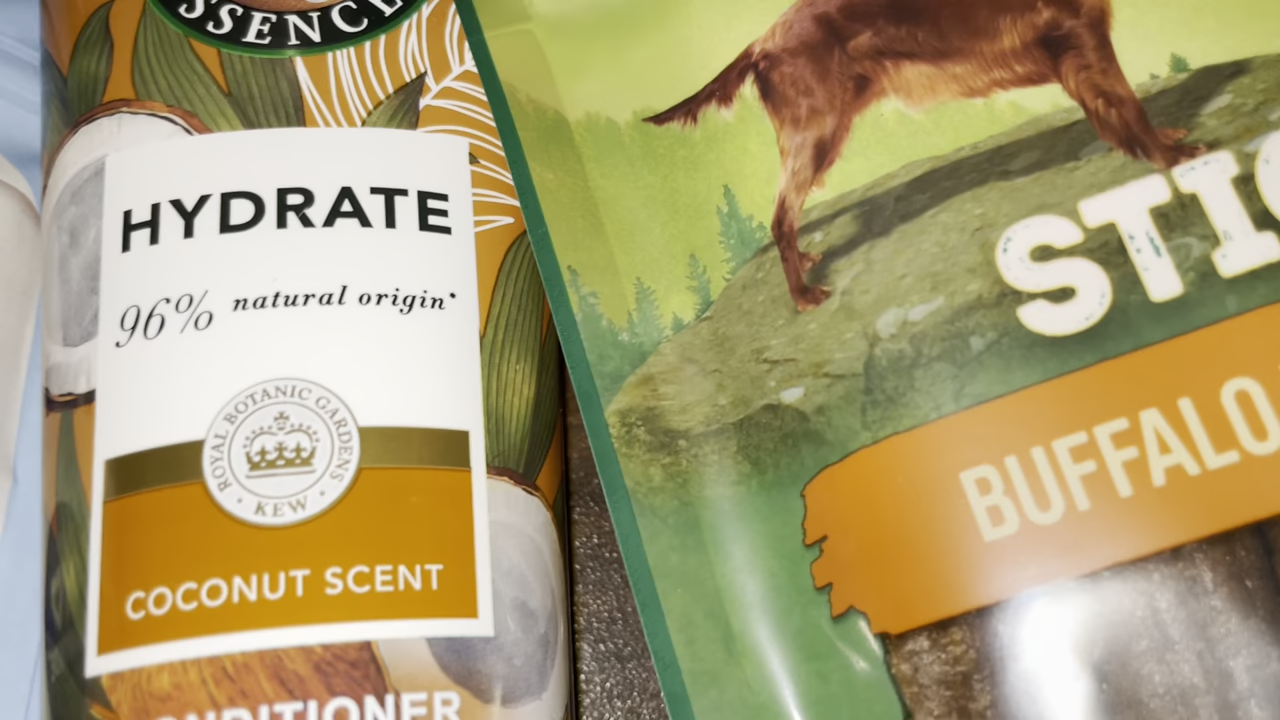 HYDRATE
96% natural origin*
ROYAL BOTANIC GARDENS
• KEW •
COCONUT SCENT
BUFFALO